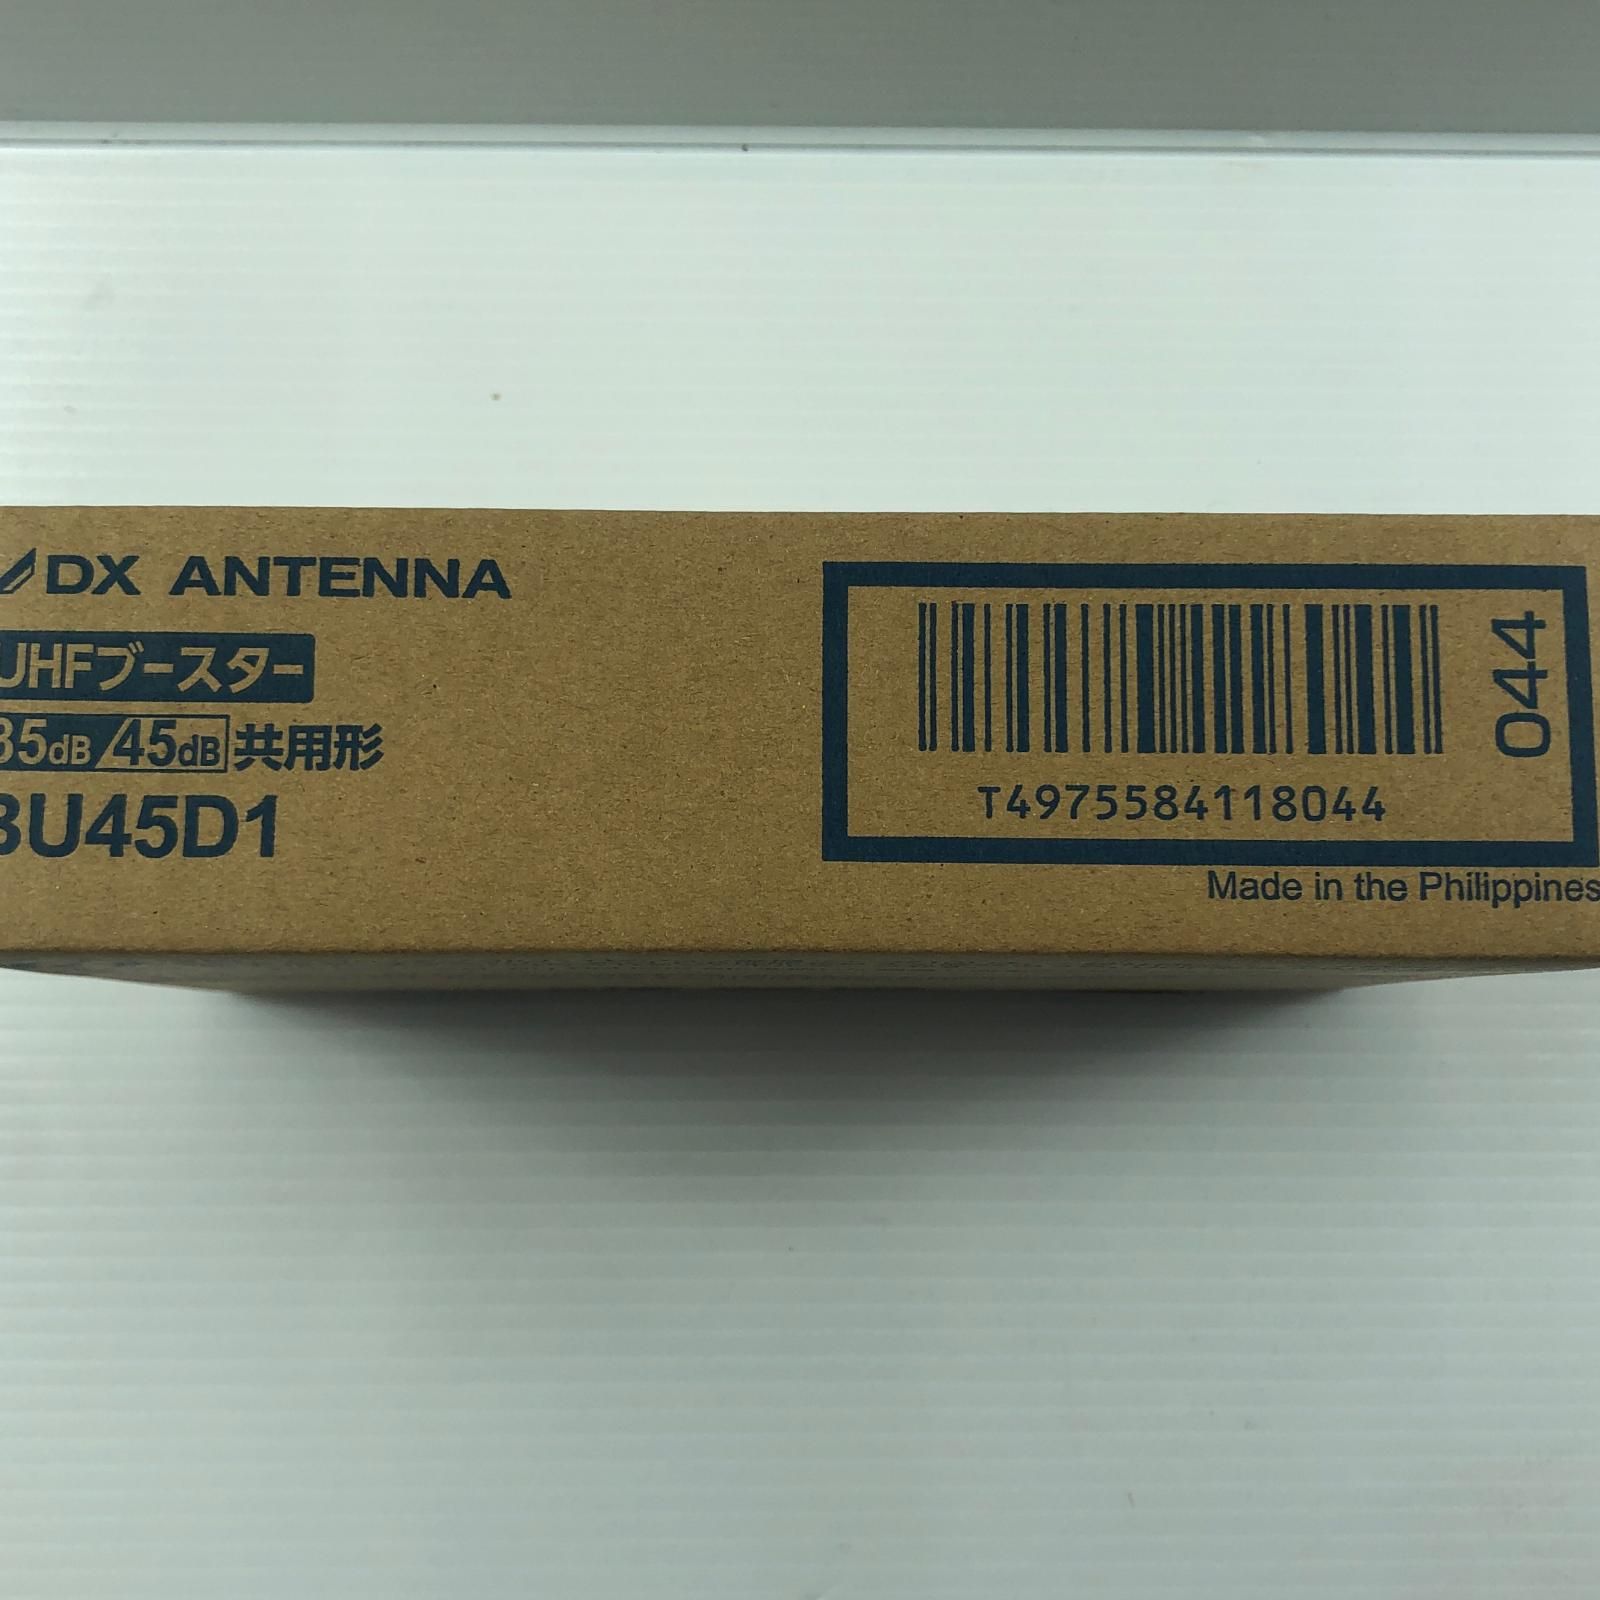 DX ANTENNA
UHFブースター
35dB/45dB共用形
BU45D1
044
T4975584118044
Made in the Philippines